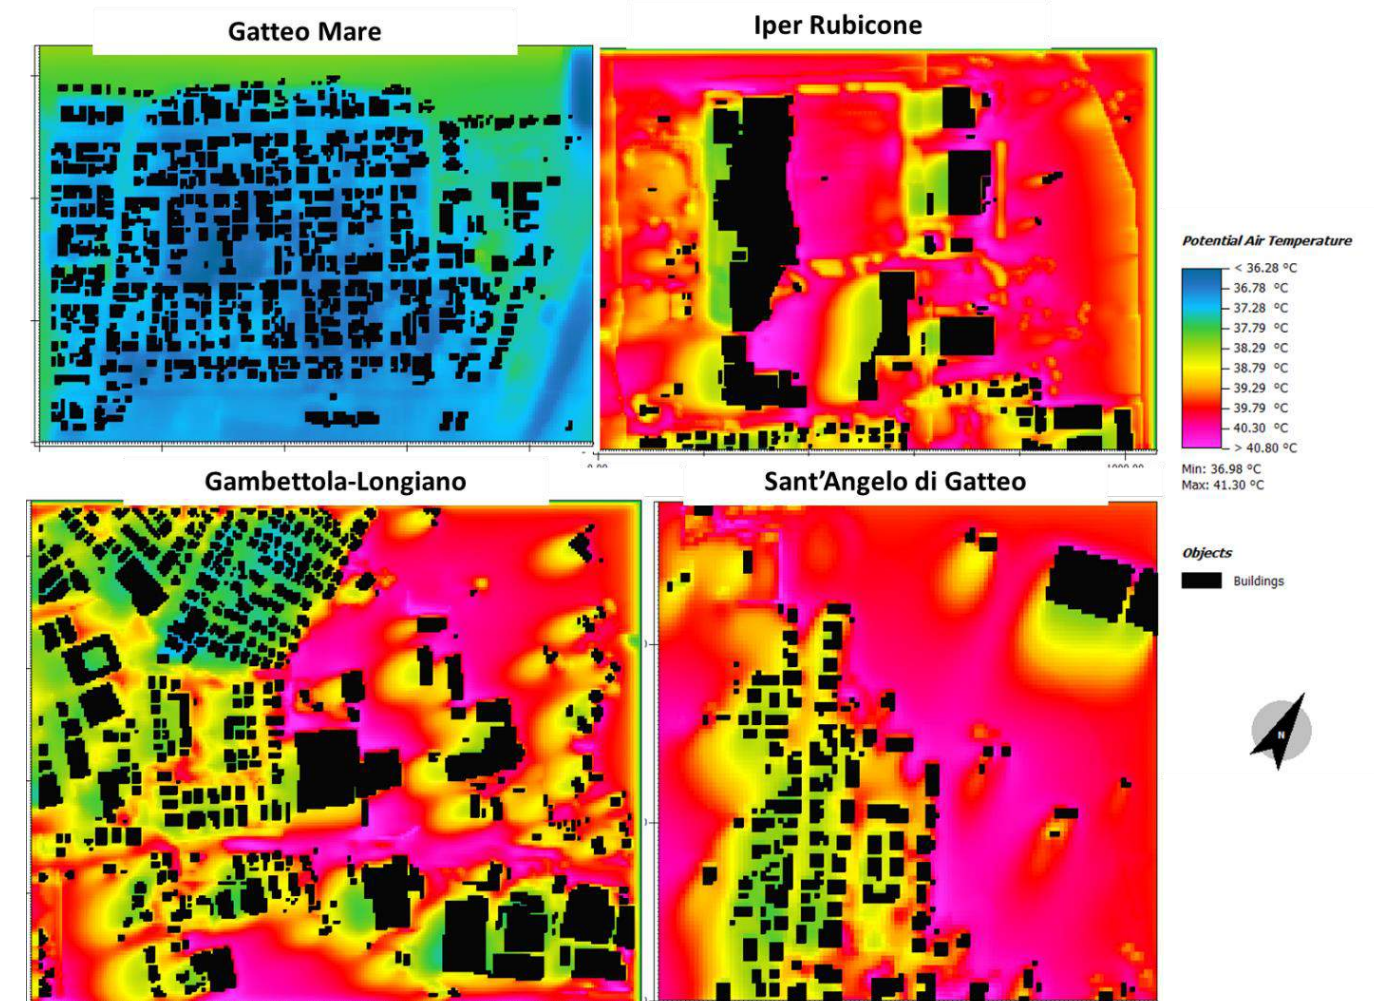 Gatteo Mare
Iper Rubicone
Potential Air Temperature
< 36.28 °C
36.78 °C
37.28 °C
37.79 °C
38.29 °C
38.79 °C
39.29 °C
39.79 °C
40.30 °C
> 40.80 °C
Min: 36.98 °C
Max: 41.30 °C
Gambettola-Longiano
Sant'Angelo di Gatteo
Objects
Buildings
N